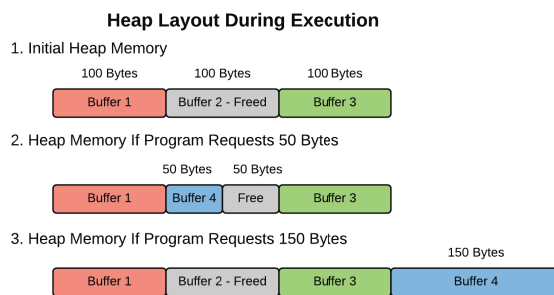 Heap Layout During Execution
1. Initial Heap Memory
100 Bytes 100 Bytes 100 Bytes
Buffer 1 Buffer 2 - Freed Buffer 3
2. Heap Memory If Program Requests 50 Bytes
50 Bytes 50 Bytes
Buffer 1 Buffer 4 Free Buffer 3
3. Heap Memory If Program Requests 150 Bytes
150 Bytes
Buffer 1 Buffer 2 - Freed Buffer 3 Buffer 4